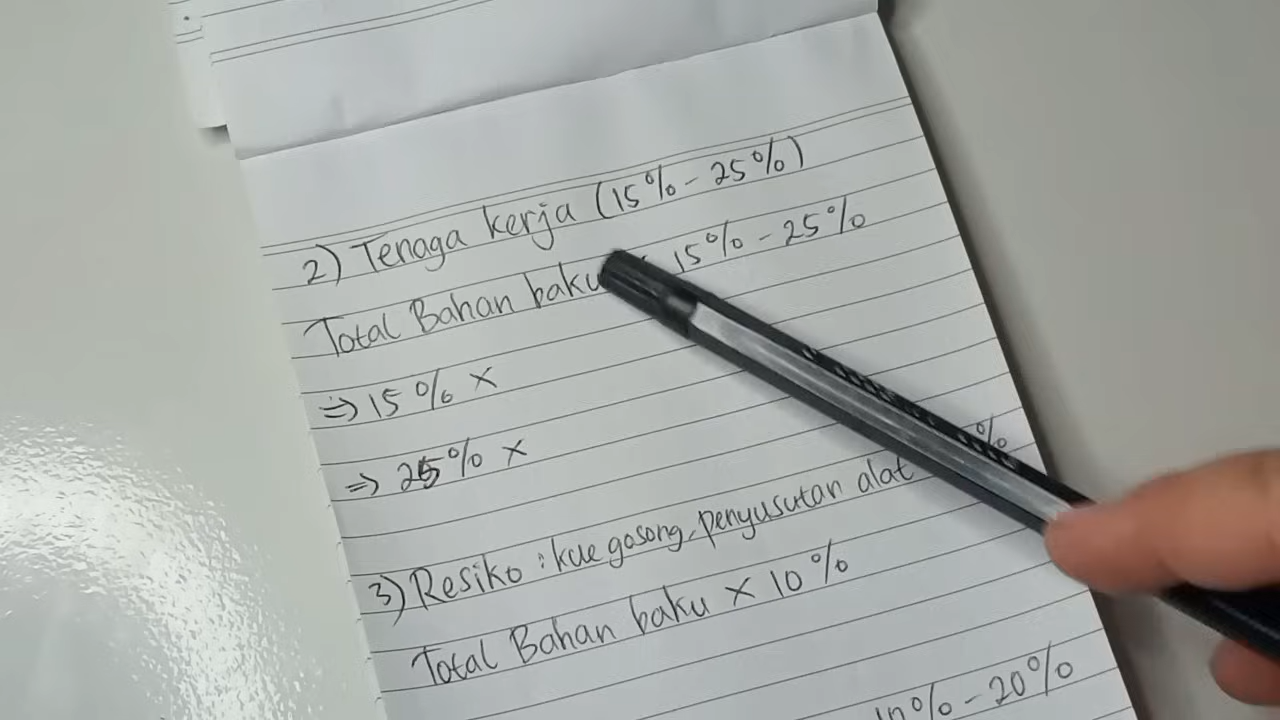 2) Tenaga kerja (15% - 25%)
Total Bahan baku 15% - 25%
⇒ 15% ×
⇒ 25% ×
3) Resiko : kue gosong, penyusutan alat %
Total Bahan baku × 10%
10% - 20%